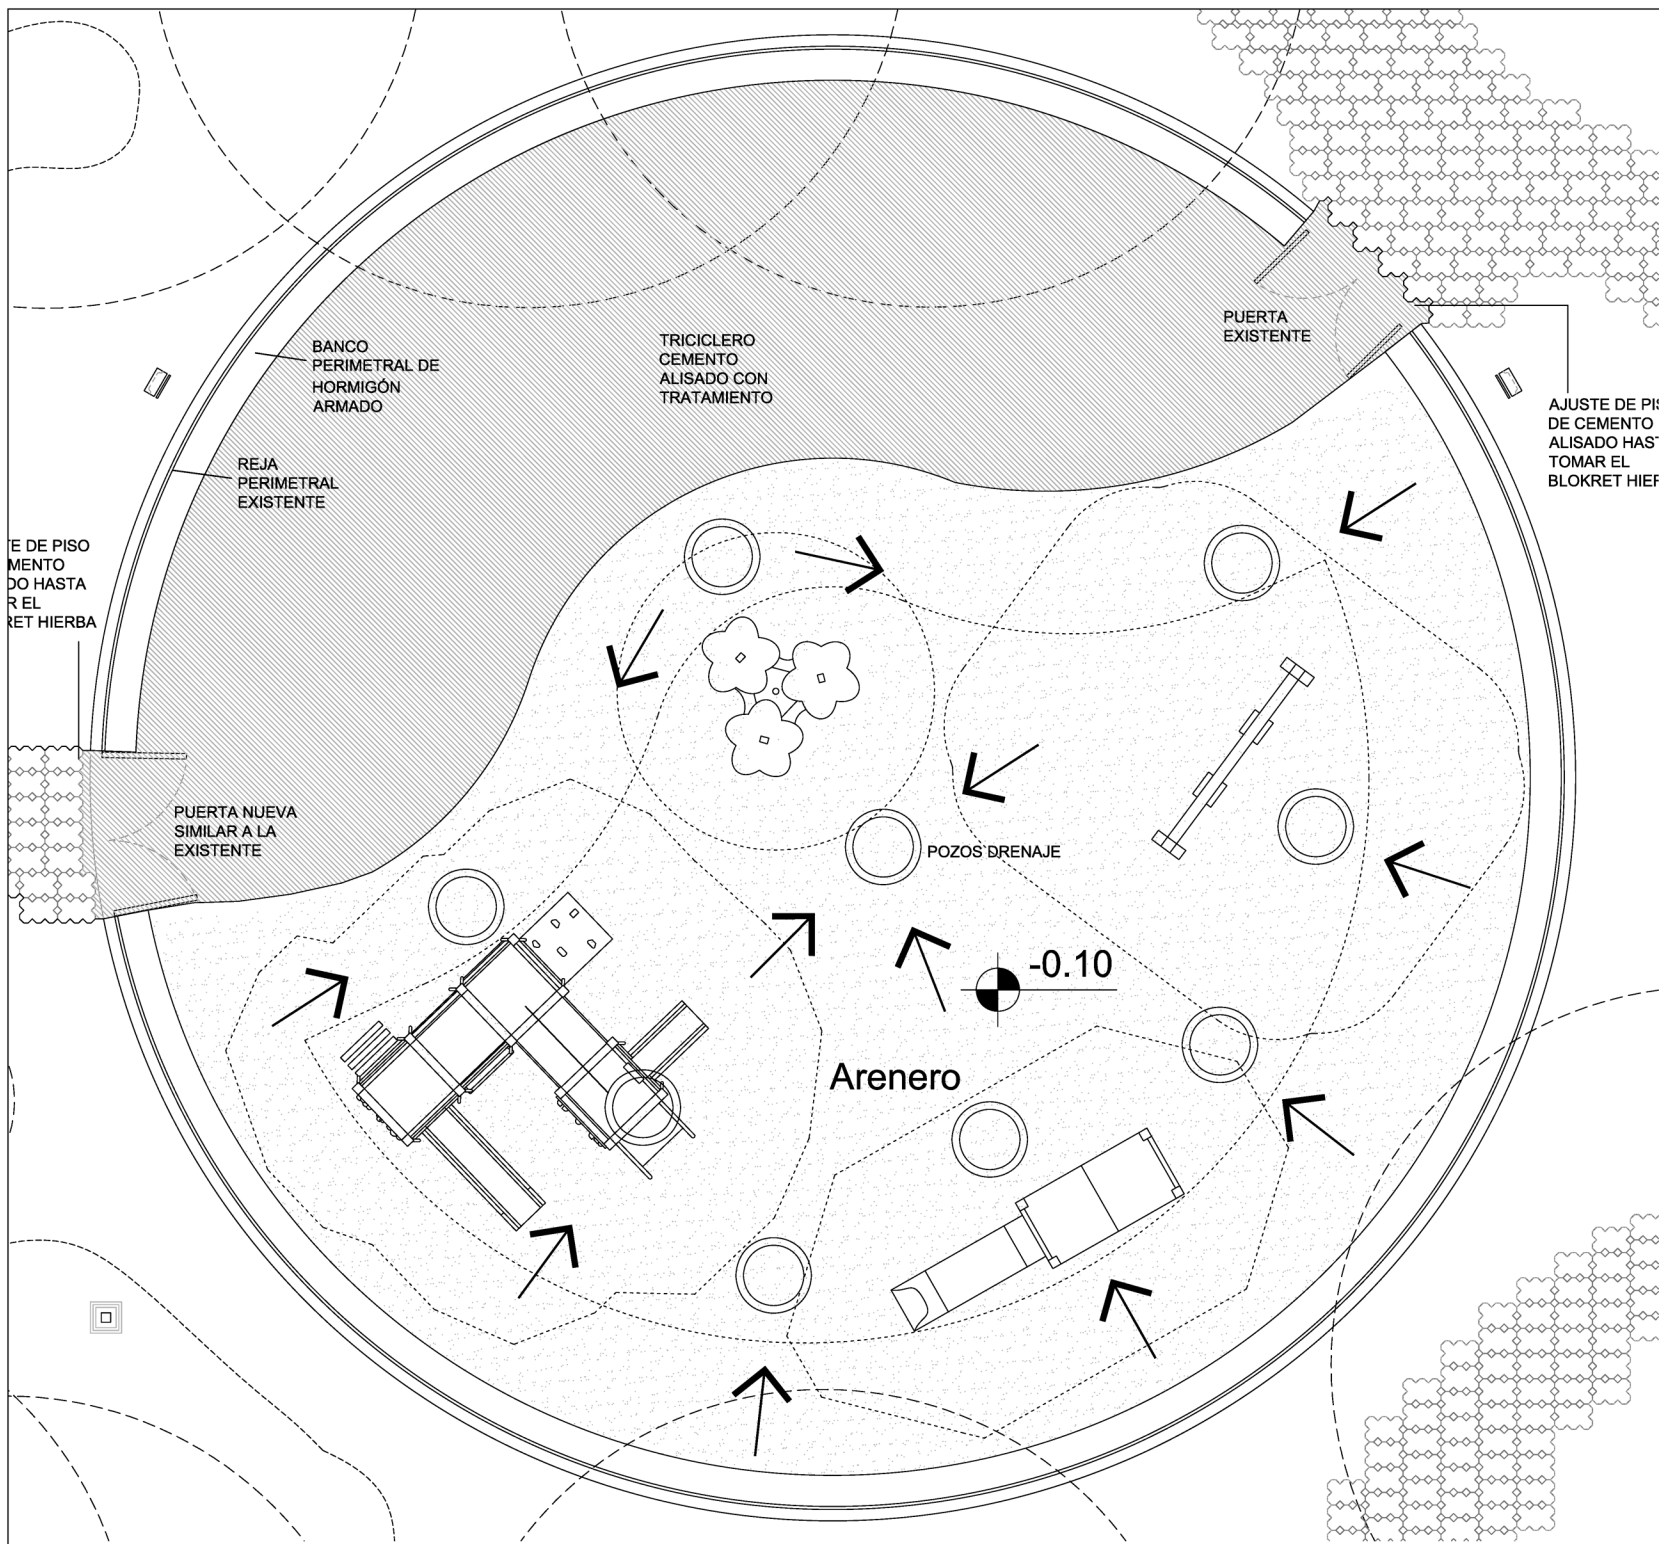 BANCO
PERIMETRAL DE
HORMIGÓN
ARMADO
TRICICLERO
CEMENTO
ALISADO CON
TRATAMIENTO
PUERTA
EXISTENTE
REJA
PERIMETRAL
EXISTENTE
AJUSTE DE PIS
DE CEMENTO
ALISADO HAST
TOMAR EL
BLOKRET HIER
TE DE PISO
MENTO
DO HASTA
R EL
RET HIERBA
PUERTA NUEVA
SIMILAR A LA
EXISTENTE
POZOS DRENAJE
-0.10
Arenero